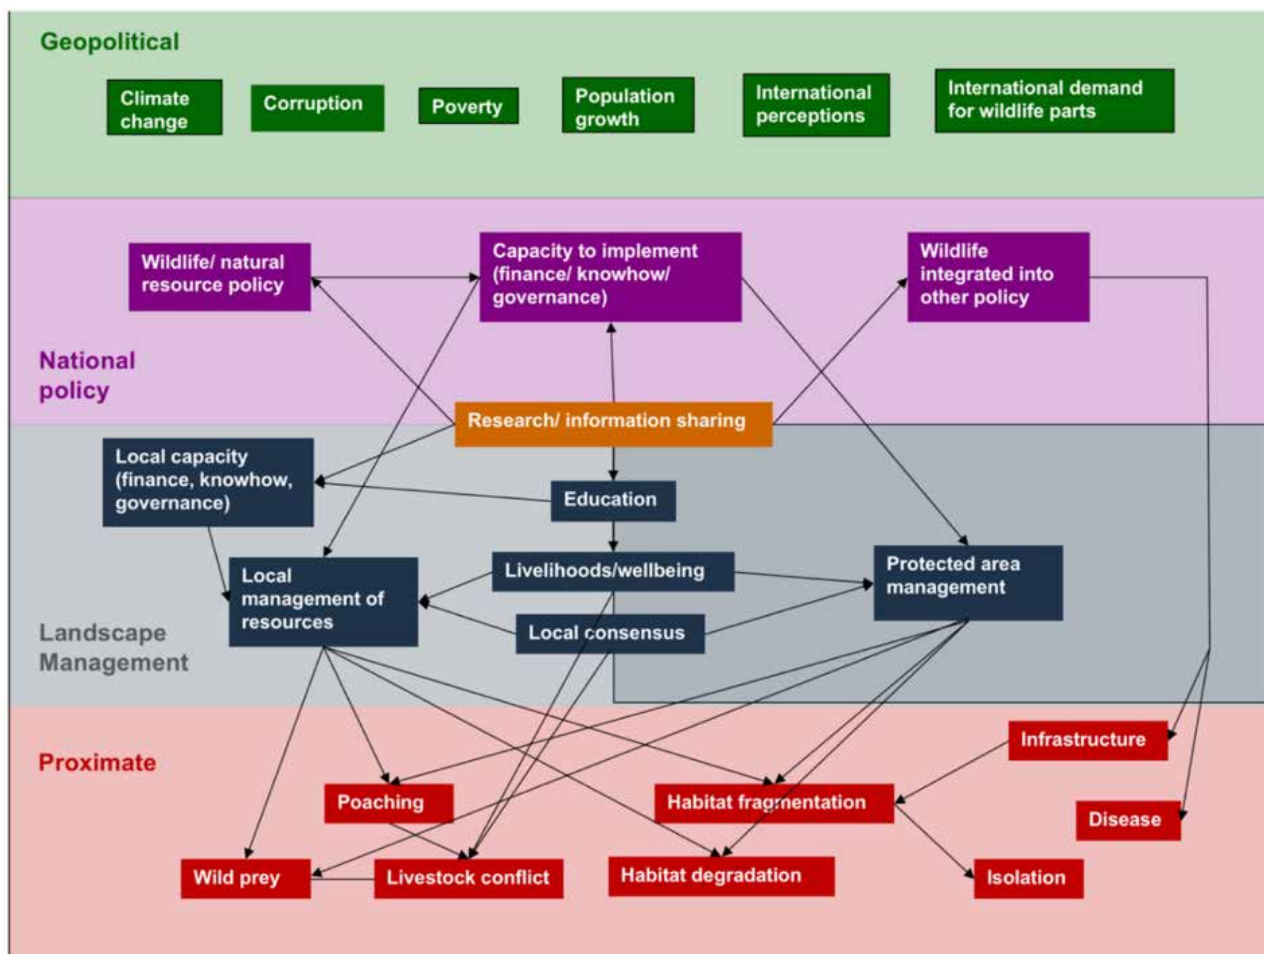 Geopolitical
Climate
change
Corruption
Poverty
Population
growth
International
perceptions
International demand
for wildlife parts
Wildlife/ natural
resource policy
Capacity to implement
(finance/ knowhow/
governance)
Wildlife
integrated into
other policy
National
policy
Research/ information sharing
Local capacity
(finance, knowhow,
governance)
Education
Livelihoods/wellbeing
Local
management of
resources
Local consensus
Protected area
management
Landscape
Management
Proximate
Infrastructure
Poaching
Habitat fragmentation
Disease
Wild prey
Livestock conflict
Habitat degradation
Isolation